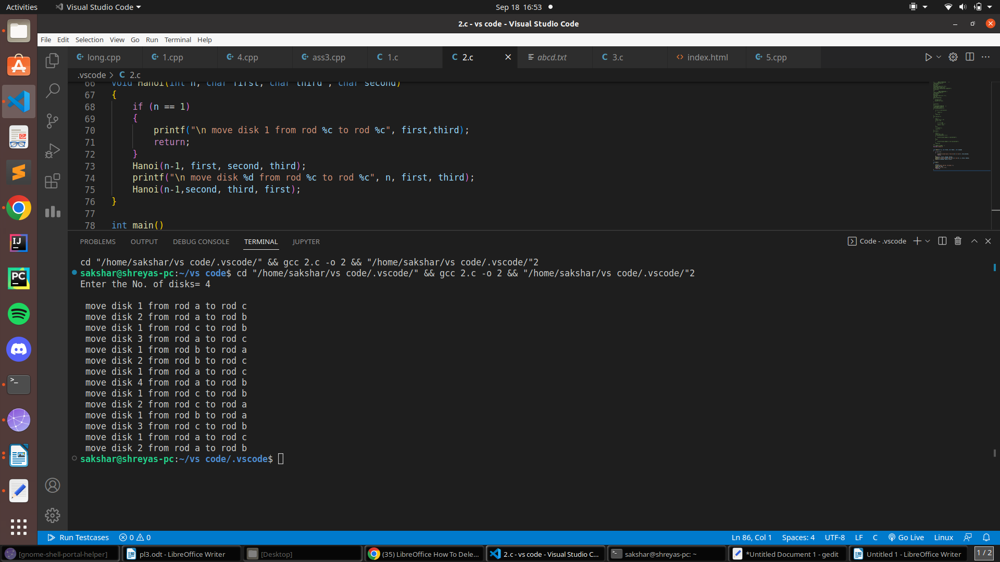 Activities
Visual Studio Code
Sep 18 16:53
2.c - vs code - Visual Studio Code
File Edit Selection View Go Run Terminal Help
long.cpp 1.cpp 4.cpp ass3.cpp 1.c 2.c abcd.txt 3.c index.html 5.cpp
.vscode > C 2.c
66 void Hanoi(int n, char first, char third , char second)
67 {
68 if (n == 1)
69 {
70 printf("\n move disk 1 from rod %c to rod %c", first,third);
71 return;
72 }
73 Hanoi(n-1, first, second, third);
74 printf("\n move disk %d from rod %c to rod %c", n, first, third);
75 Hanoi(n-1,second, third, first);
76 }
77
78 int main()
PROBLEMS OUTPUT DEBUG CONSOLE TERMINAL JUPYTER
Code - .vscode
cd "/home/sakshar/vs code/.vscode/" && gcc 2.c -o 2 && "/home/sakshar/vs code/.vscode/"2
sakshar@shreyas-pc:~/vs code$ cd "/home/sakshar/vs code/.vscode/" && gcc 2.c -o 2 && "/home/sakshar/vs code/.vscode/"2
Enter the No. of disks= 4
move disk 1 from rod a to rod c
move disk 2 from rod a to rod b
move disk 1 from rod c to rod b
move disk 3 from rod a to rod c
move disk 1 from rod b to rod a
move disk 2 from rod b to rod c
move disk 1 from rod a to rod c
move disk 4 from rod a to rod b
move disk 1 from rod c to rod b
move disk 2 from rod c to rod a
move disk 1 from rod b to rod a
move disk 3 from rod c to rod b
move disk 1 from rod a to rod c
move disk 2 from rod a to rod b
sakshar@shreyas-pc:~/vs code/.vscode$
Run Testcases 0 0
Ln 86, Col 1 Spaces: 4 UTF-8 LF C Go Live Linux
[gnome-shell-portal-helper] pl3.odt - LibreOffice Writer [Desktop] (35) LibreOffice How To Dele... 2.c - vs code - Visual Studio C... sakshar@shreyas-pc: ~ *Untitled Document 1 - gedit Untitled 1 - LibreOffice Writer 1 / 2